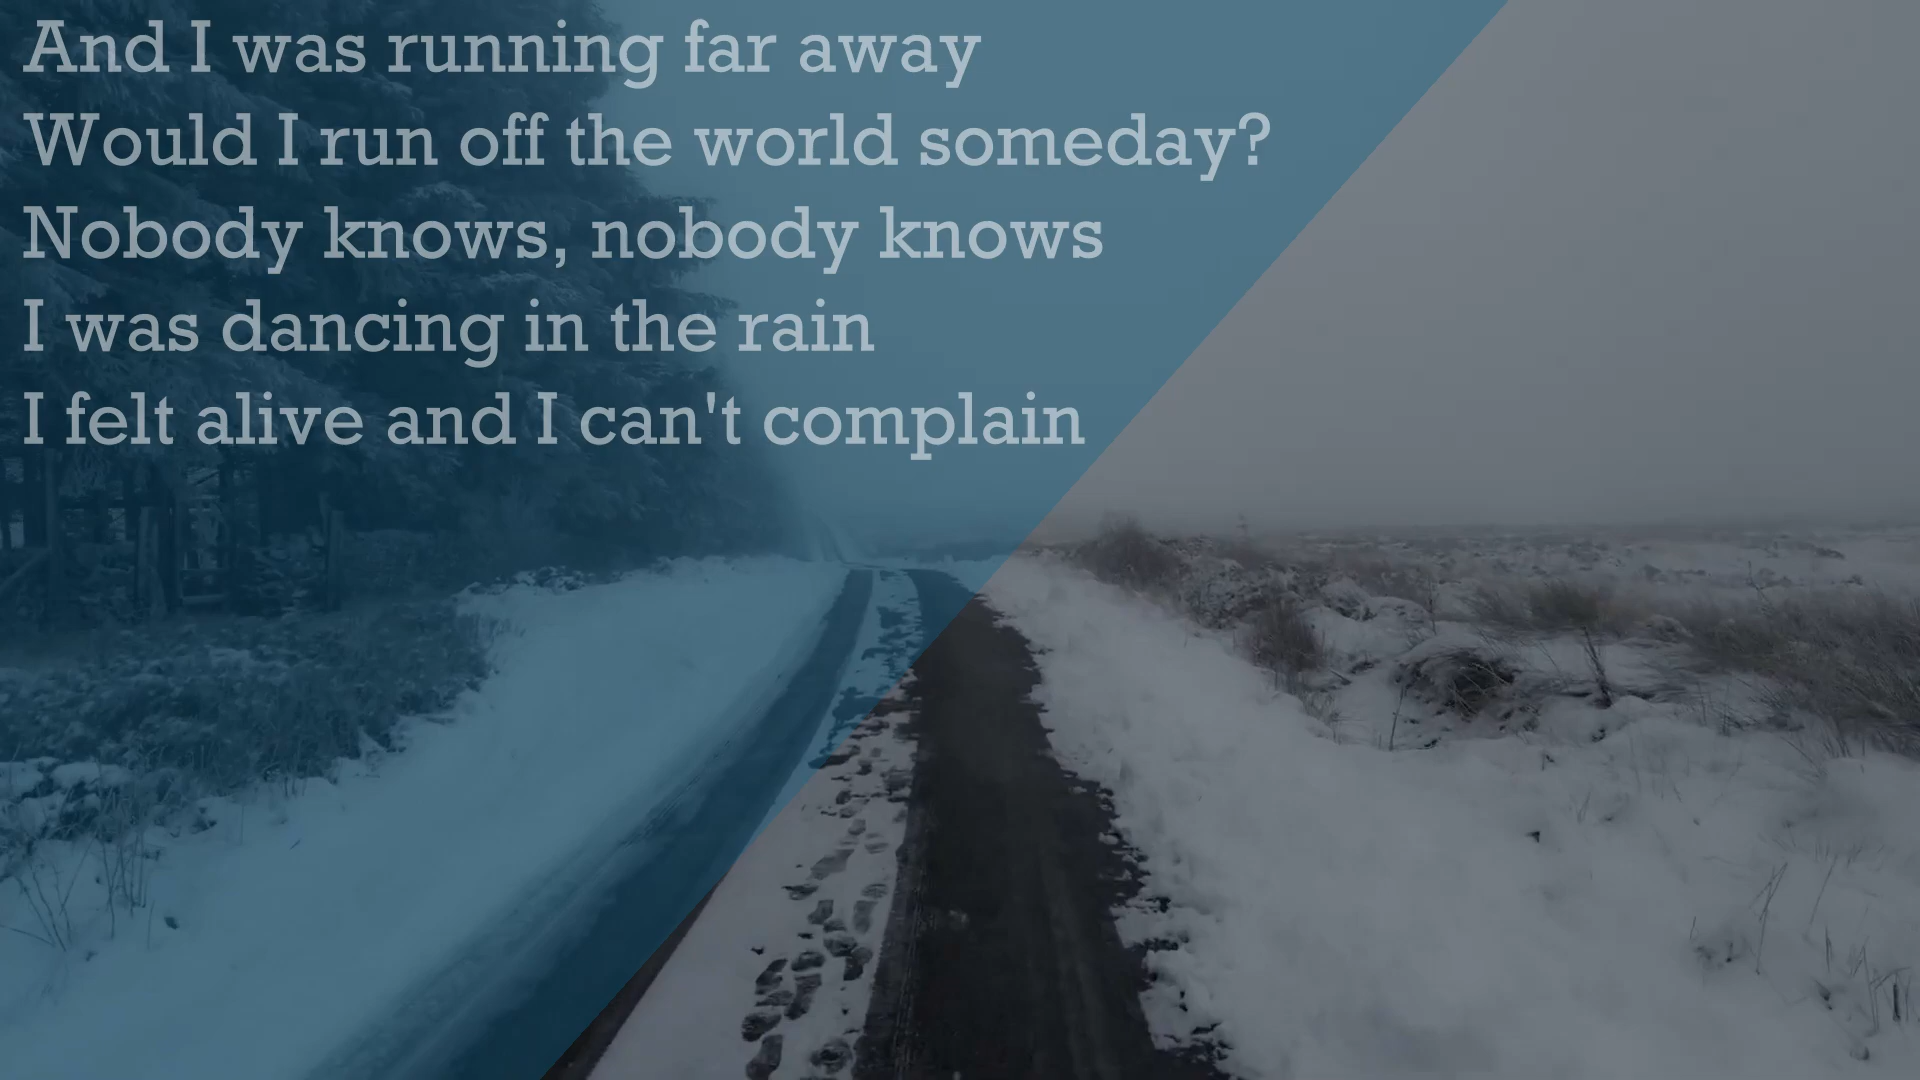 And I was running far away
Would I run off the world someday?
Nobody knows, nobody knows
I was dancing in the rain
I felt alive and I can't complain